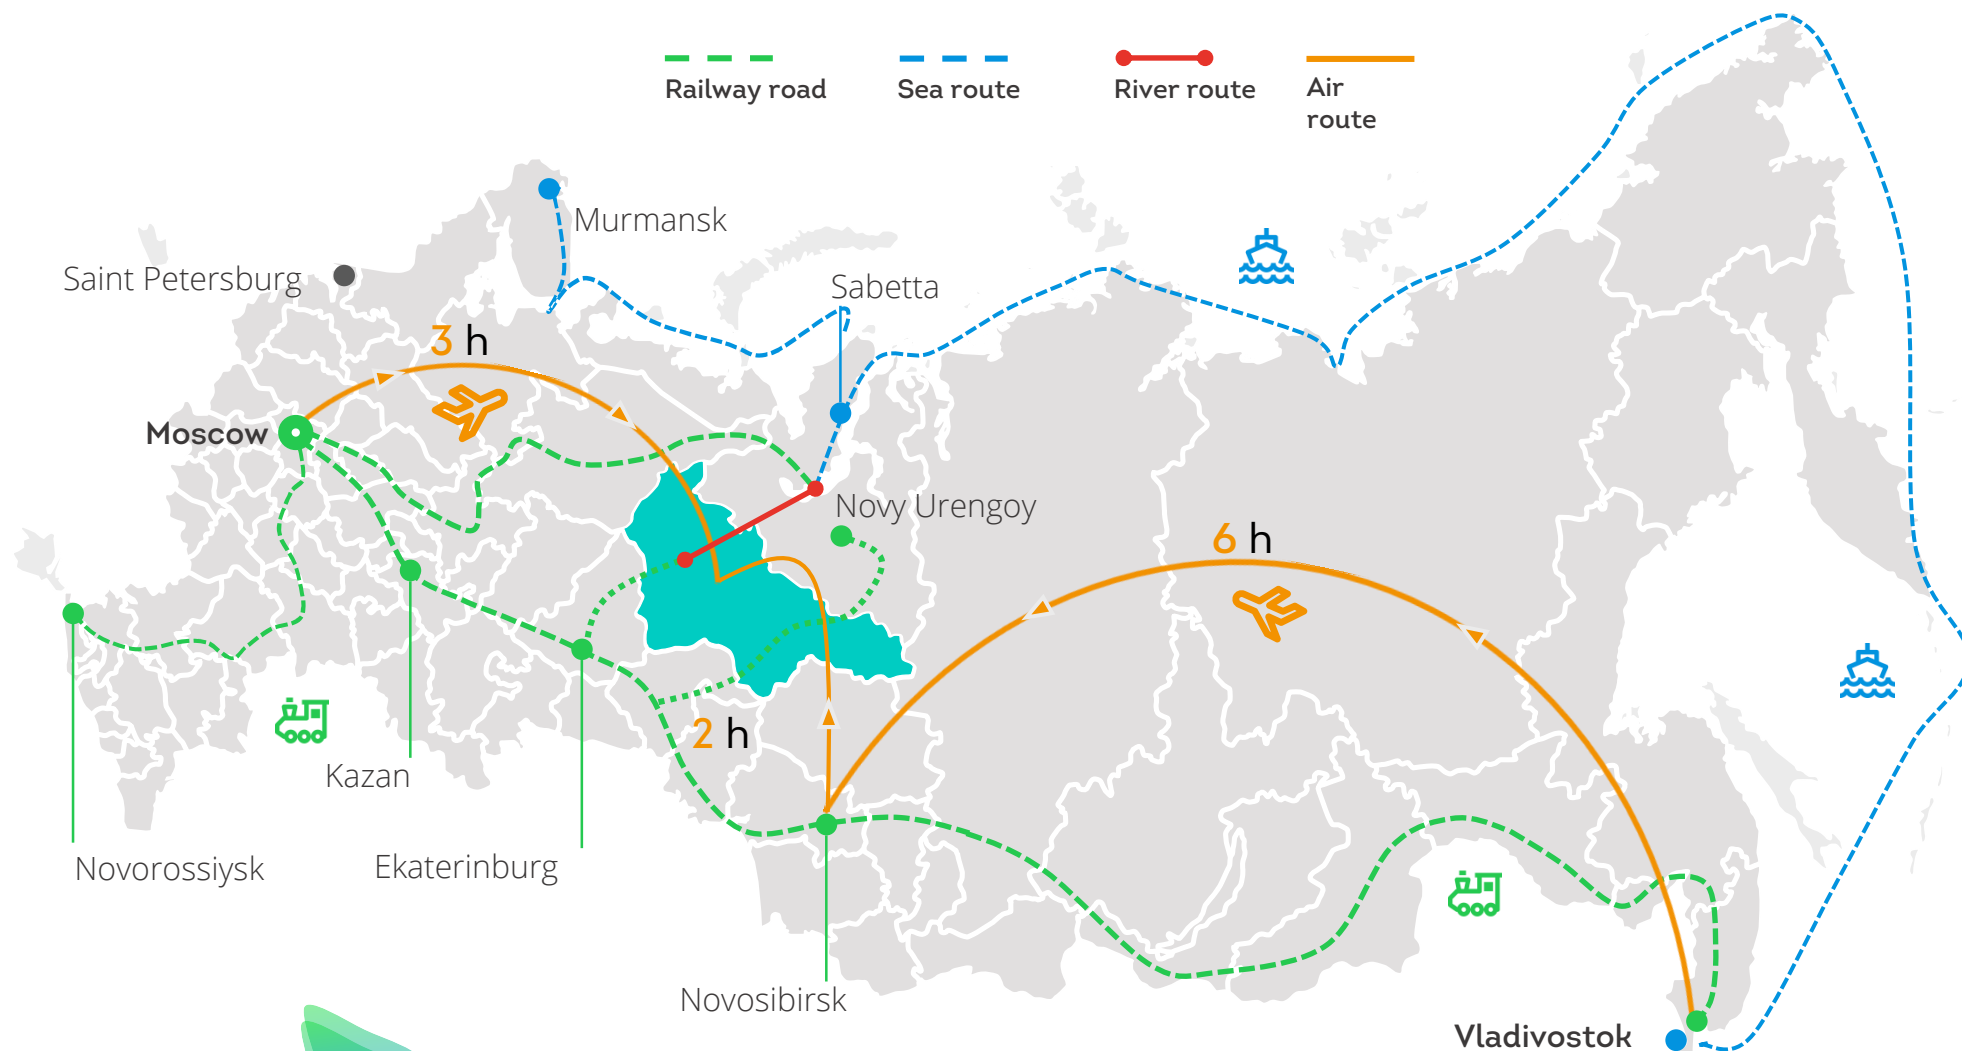 Railway road
Sea route
River route
Air
route
Murmansk
Saint Petersburg
Sabetta
3 h
Moscow
Novy Urengoy
6 h
2 h
Kazan
Novorossiysk
Ekaterinburg
Novosibirsk
Vladivostok